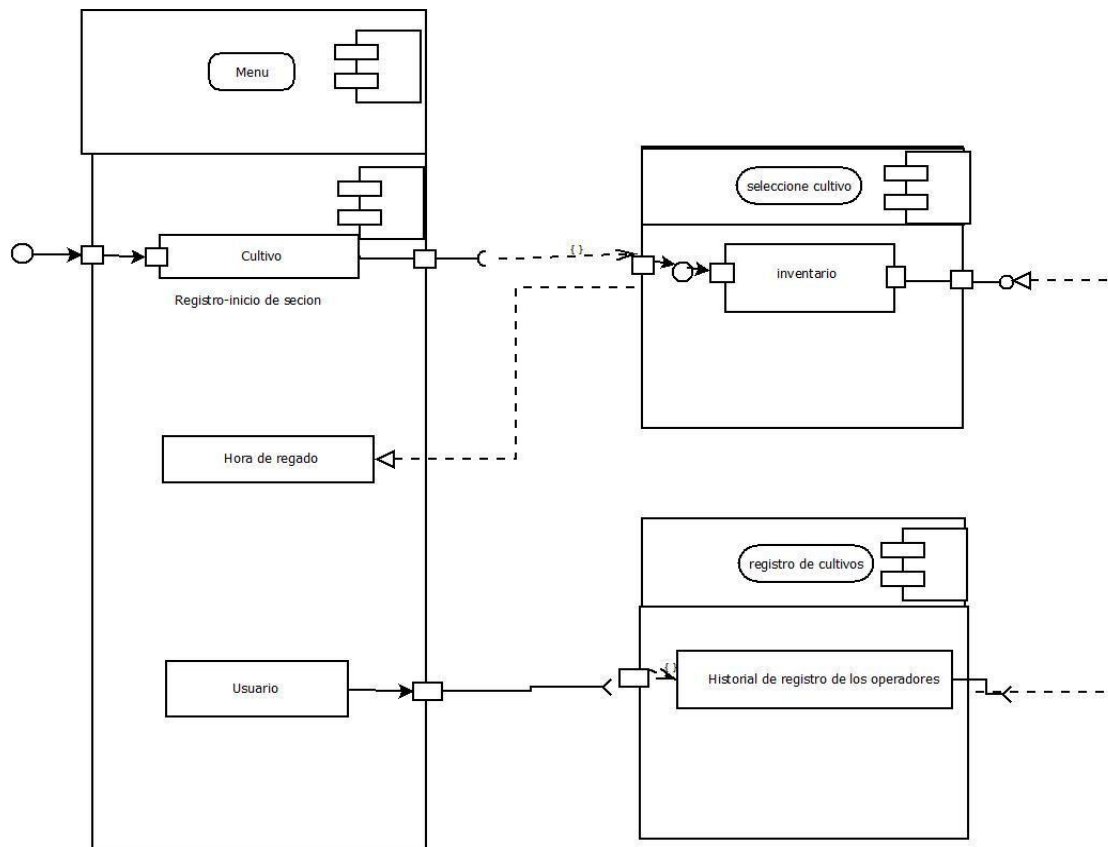 Menu
Cultivo
Registro-inicio de secion
Hora de regado
Usuario
{ }
seleccione cultivo
inventario
registro de cultivos
{ }
Historial de registro de los operadores